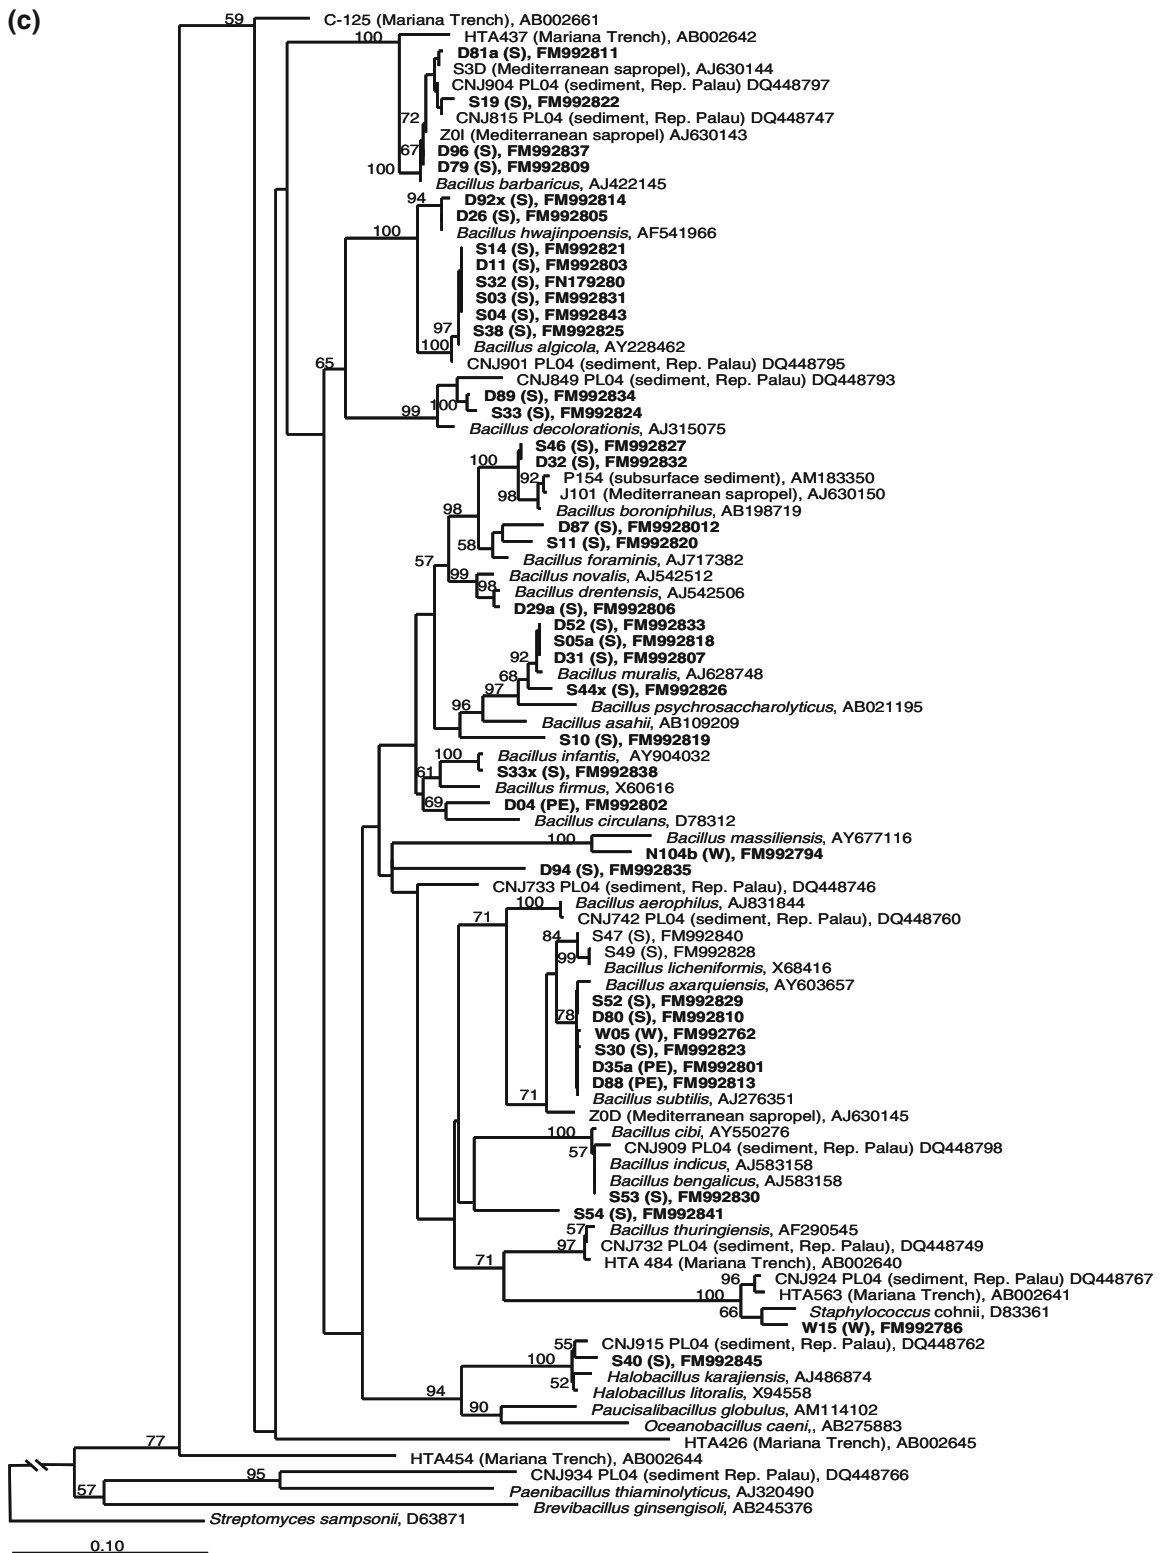 (c)
59
C-125 (Mariana Trench), AB002661
100
HTA437 (Mariana Trench), AB002642
D81a (S), FM992811
S3D (Mediterranean sapropel), AJ630144
CNJ904 PL04 (sediment, Rep. Palau) DQ448797
S19 (S), FM992822
72
CNJ815 PL04 (sediment, Rep. Palau) DQ448747
Z0I (Mediterranean sapropel) AJ630143
67
D96 (S), FM992837
100
D79 (S), FM992809
Bacillus barbaricus, AJ422145
94
D92x (S), FM992814
D26 (S), FM992805
100
Bacillus hwajinpoensis, AF541966
S14 (S), FM992821
D11 (S), FM992803
S32 (S), FN179280
S03 (S), FM992831
S04 (S), FM992843
97
S38 (S), FM992825
100
Bacillus algicola, AY228462
65
CNJ901 PL04 (sediment, Rep. Palau) DQ448795
CNJ849 PL04 (sediment, Rep. Palau) DQ448793
D89 (S), FM992834
99
100
S33 (S), FM992824
Bacillus decolorationis, AJ315075
S46 (S), FM992827
100
D32 (S), FM992832
92
P154 (subsurface sediment), AM183350
98
J101 (Mediterranean sapropel), AJ630150
98
Bacillus boroniphilus, AB198719
D87 (S), FM9928012
58
S11 (S), FM992820
57
Bacillus foraminis, AJ717382
99
Bacillus novalis, AJ542512
98
Bacillus drentensis, AJ542506
D29a (S), FM992806
D52 (S), FM992833
S05a (S), FM992818
92
D31 (S), FM992807
68
Bacillus muralis, AJ628748
97
S44x (S), FM992826
96
Bacillus psychrosaccharolyticus, AB021195
Bacillus asahii, AB109209
S10 (S), FM992819
100
Bacillus infantis, AY904032
61
S33x (S), FM992838
Bacillus firmus, X60616
69
D04 (PE), FM992802
Bacillus circulans, D78312
100
Bacillus massiliensis, AY677116
N104b (W), FM992794
D94 (S), FM992835
CNJ733 PL04 (sediment, Rep. Palau), DQ448746
100
Bacillus aerophilus, AJ831844
71
CNJ742 PL04 (sediment, Rep. Palau), DQ448760
84
S47 (S), FM992840
99
S49 (S), FM992828
Bacillus licheniformis, X68416
Bacillus axarquiensis, AY603657
S52 (S), FM992829
78
D80 (S), FM992810
W05 (W), FM992762
S30 (S), FM992823
D35a (PE), FM992801
D88 (PE), FM992813
71
Bacillus subtilis, AJ276351
Z0D (Mediterranean sapropel), AJ630145
100
Bacillus cibi, AY550276
57
CNJ909 PL04 (sediment, Rep. Palau) DQ448798
Bacillus indicus, AJ583158
Bacillus bengalicus, AJ583158
S53 (S), FM992830
S54 (S), FM992841
57
Bacillus thuringiensis, AF290545
97
CNJ732 PL04 (sediment, Rep. Palau), DQ448749
71
HTA 484 (Mariana Trench), AB002640
96
CNJ924 PL04 (sediment, Rep. Palau) DQ448767
100
HTA563 (Mariana Trench), AB002641
66
Staphylococcus cohnii, D83361
W15 (W), FM992786
55
CNJ915 PL04 (sediment, Rep. Palau), DQ448762
100
S40 (S), FM992845
52
Halobacillus karajiensis, AJ486874
94
Halobacillus litoralis, X94558
90
Paucisalibacillus globulus, AM114102
Oceanobacillus caeni,, AB275883
77
HTA426 (Mariana Trench), AB002645
HTA454 (Mariana Trench), AB002644
95
CNJ934 PL04 (sediment Rep. Palau), DQ448766
57
Paenibacillus thiaminolyticus, AJ320490
Brevibacillus ginsengisoli, AB245376
Streptomyces sampsonii, D63871
0.10